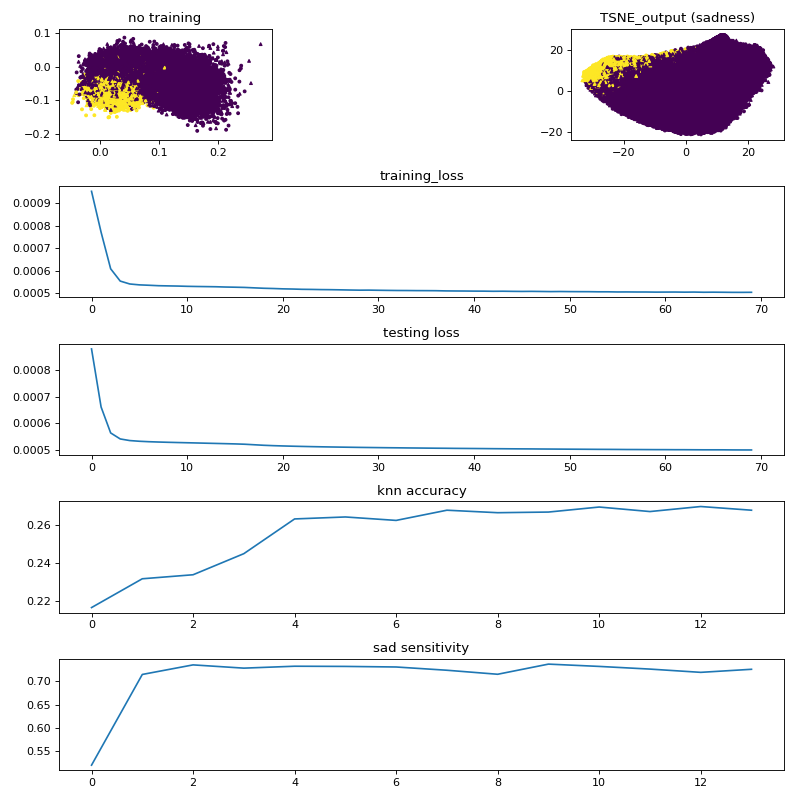 no training
TSNE_output (sadness)
0.1
0.0
−0.1
−0.2
0.0 0.1 0.2
20
0
−20
−20 0 20
training_loss
0.0009
0.0008
0.0007
0.0006
0.0005
0 10 20 30 40 50 60 70
testing loss
0.0008
0.0007
0.0006
0.0005
0 10 20 30 40 50 60 70
knn accuracy
0.26
0.24
0.22
0 2 4 6 8 10 12
sad sensitivity
0.70
0.65
0.60
0.55
0 2 4 6 8 10 12